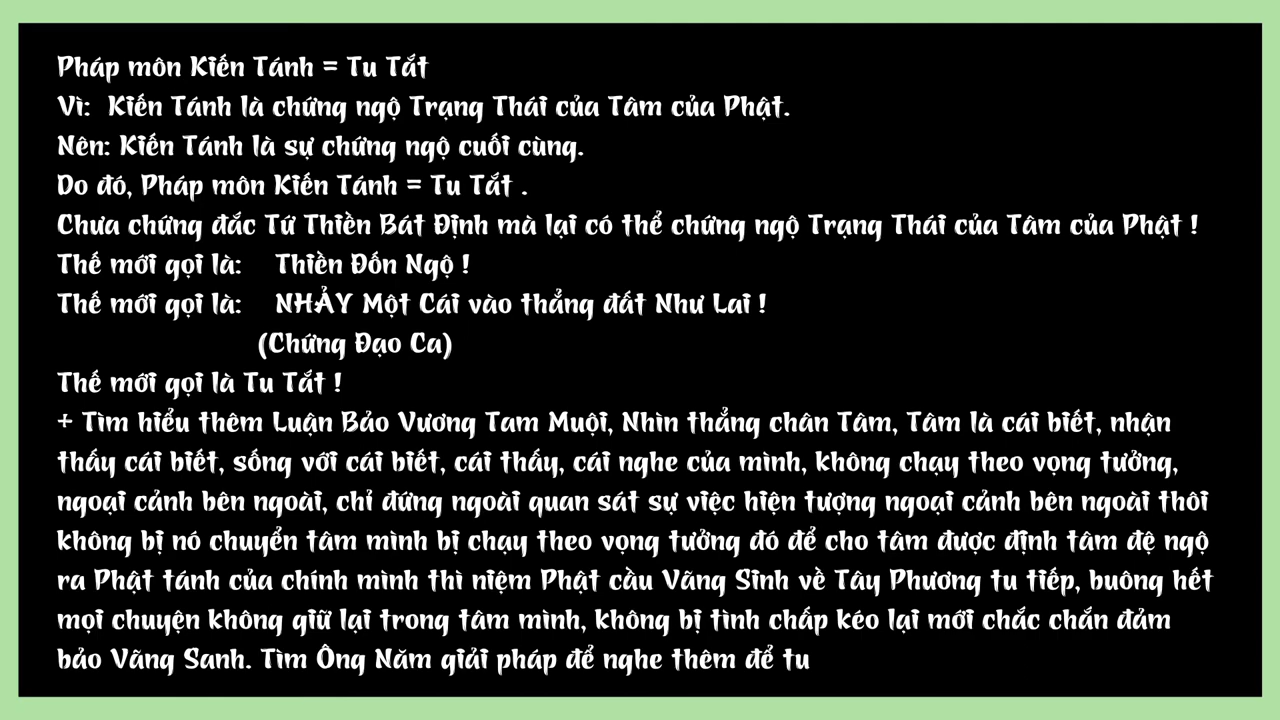 Pháp môn Kiến Tánh = Tu Tắt
Vì: Kiến Tánh là chứng ngộ Trạng Thái của Tâm của Phật.
Nên: Kiến Tánh là sự chứng ngộ cuối cùng.
Do đó, Pháp môn Kiến Tánh = Tu Tắt .
Chưa chứng đắc Tứ Thiền Bát Định mà lại có thể chứng ngộ Trạng Thái của Tâm của Phật !
Thế mới gọi là: Thiền Đốn Ngộ !
Thế mới gọi là: NHẢY Một Cái vào thẳng đất Như Lai !
(Chứng Đạo Ca)
Thế mới gọi là Tu Tắt !
+ Tìm hiểu thêm Luận Bảo Vương Tam Muội, Nhìn thẳng chân Tâm, Tâm là cái biết, nhận
thấy cái biết, sống với cái biết, cái thấy, cái nghe của mình, không chạy theo vọng tưởng,
ngoại cảnh bên ngoài, chỉ đứng ngoài quan sát sự việc hiện tượng ngoại cảnh bên ngoài thôi
không bị nó chuyển tâm mình bị chạy theo vọng tưởng đó để cho tâm được định tâm đệ ngộ
ra Phật tánh của chính mình thì niệm Phật cầu Vãng Sinh về Tây Phương tu tiếp, buông hết
mọi chuyện không giữ lại trong tâm mình, không bị tình chấp kéo lại mới chắc chắn đảm
bảo Vãng Sanh. Tìm Ông Năm giải pháp để nghe thêm để tu